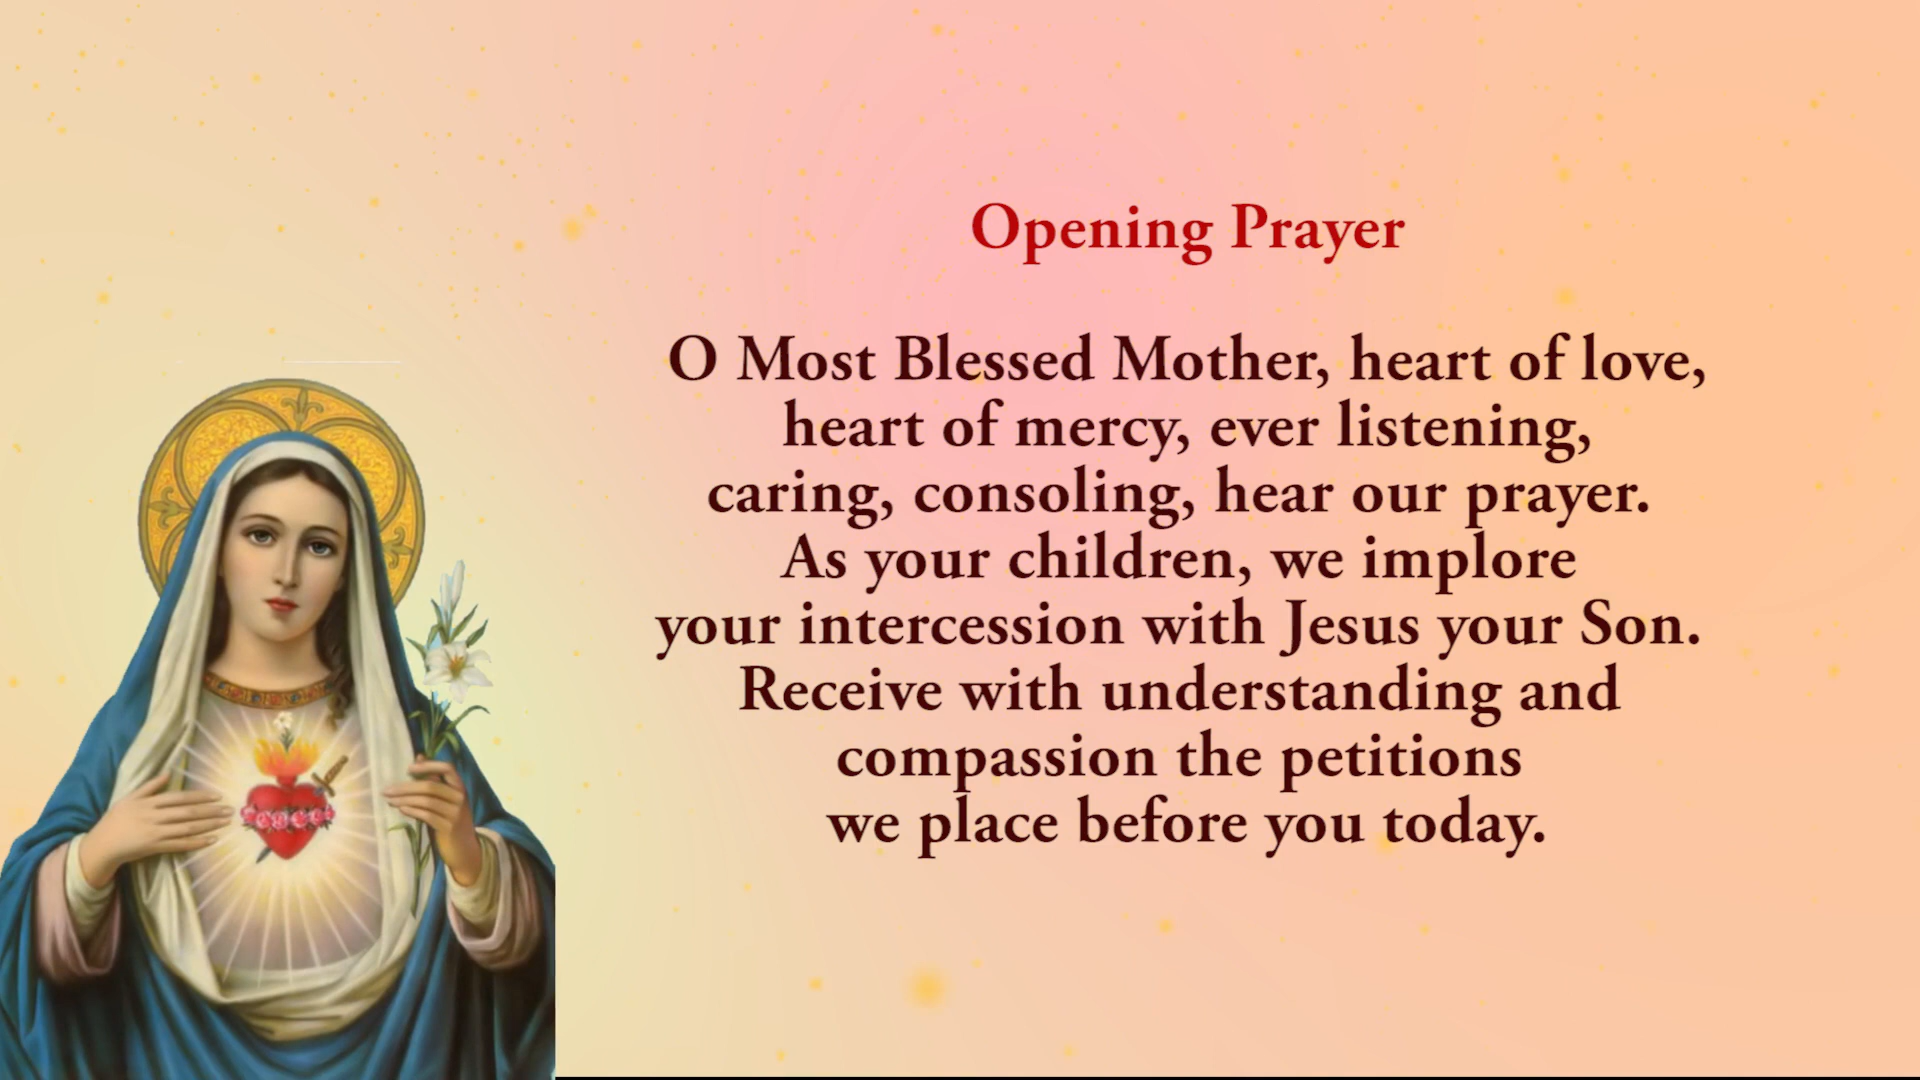 Opening Prayer
O Most Blessed Mother, heart of love,
heart of mercy, ever listening,
caring, consoling, hear our prayer.
As your children, we implore
your intercession with Jesus your Son.
Receive with understanding and
compassion the petitions
we place before you today.